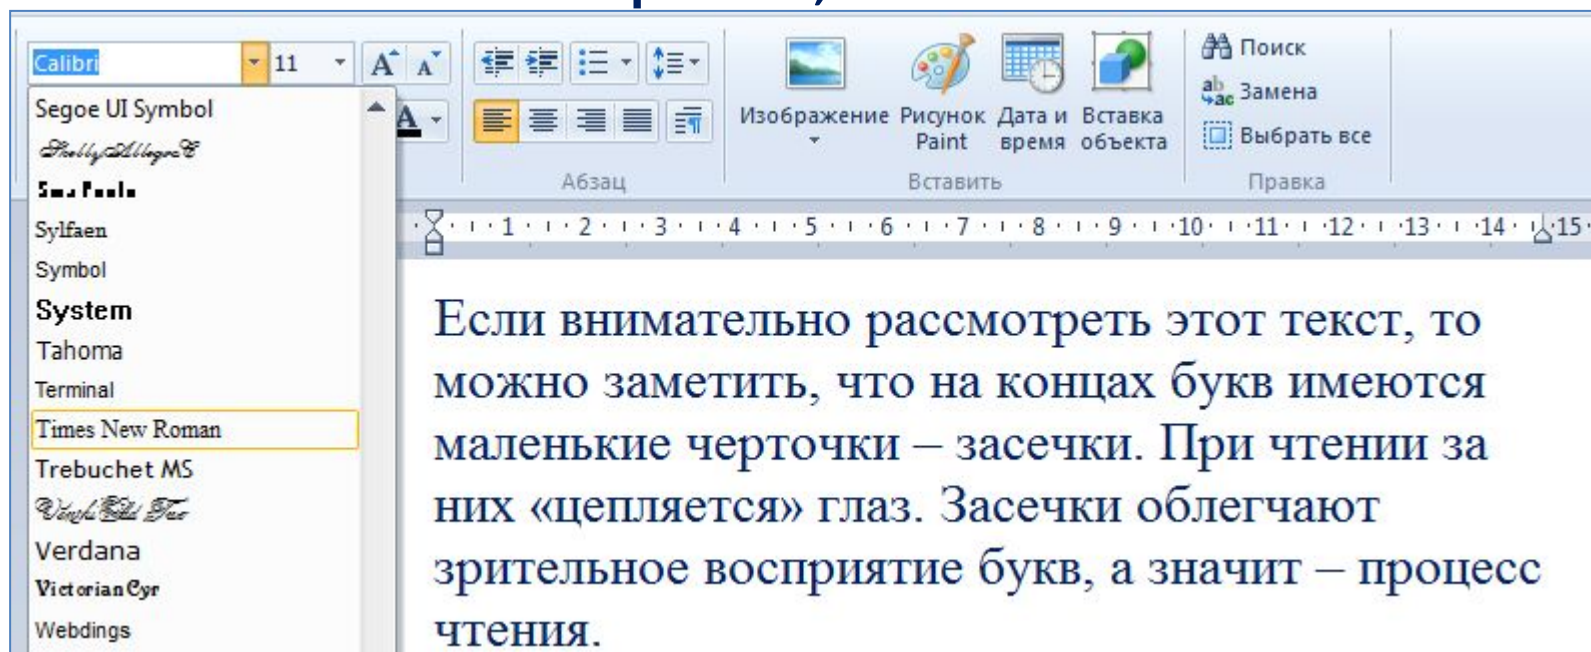 Calibri
11
Segoe UI Symbol
ShellyAllegroC
Sylfaen
Symbol
System
Tahoma
Terminal
Times New Roman
Trebuchet MS
Verdana
VictorianCyr
Webdings
Абзац
Изображение
Рисунок Paint
Дата и время
Вставка объекта
Вставить
Поиск
Замена
Выбрать все
Правка
1 2 3 4 5 6 7 8 9 10 11 12 13 14 15
Если внимательно рассмотреть этот текст, то
можно заметить, что на концах букв имеются
маленькие черточки – засечки. При чтении за
них «цепляется» глаз. Засечки облегчают
зрительное восприятие букв, а значит – процесс
чтения.